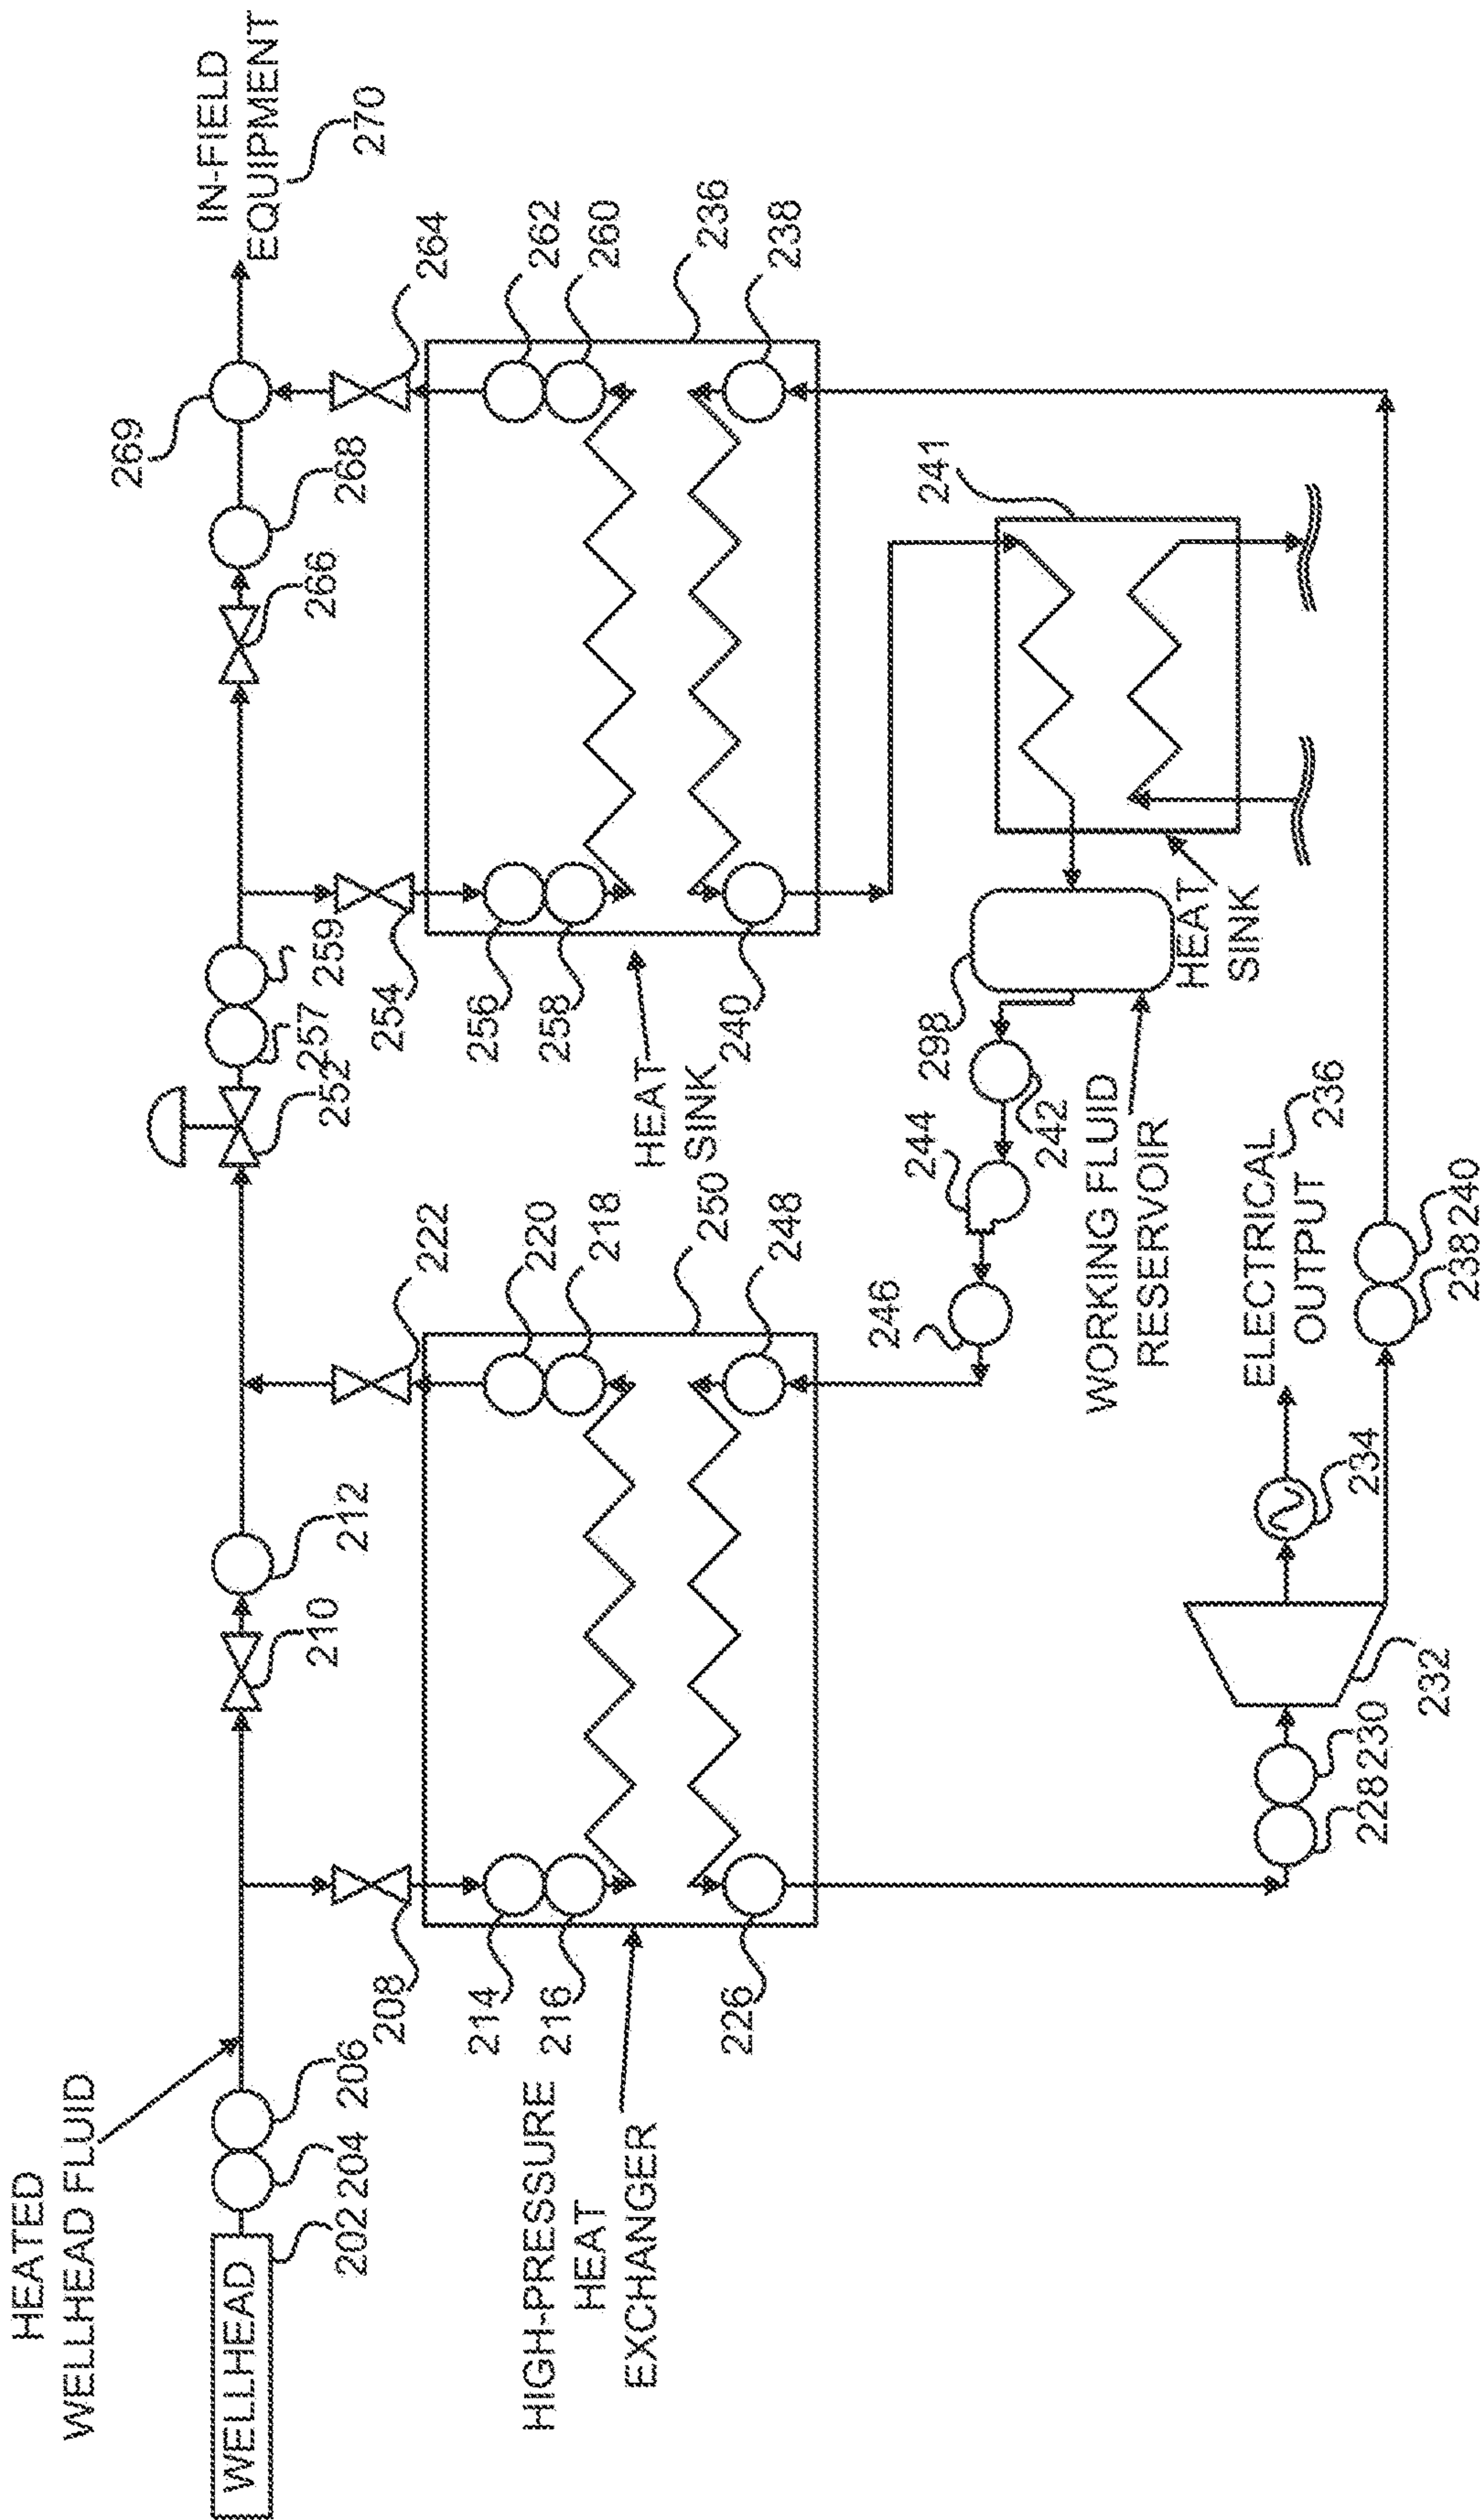 HEATED
WELLHEAD FLUID
WELLHEAD
202
204
206
210
212
252
257
259
266
268
269
IN-FIELD
EQUIPMENT
270
208
222
254
264
214
216
220
218
256
258
262
260
HIGH-PRESSURE
HEAT
EXCHANGER
250
HEAT
SINK
236
226
248
240
238
246
244
242
298
241
HEAT
SINK
WORKING FLUID
RESERVOIR
228
230
232
234
ELECTRICAL
OUTPUT
236
238
240